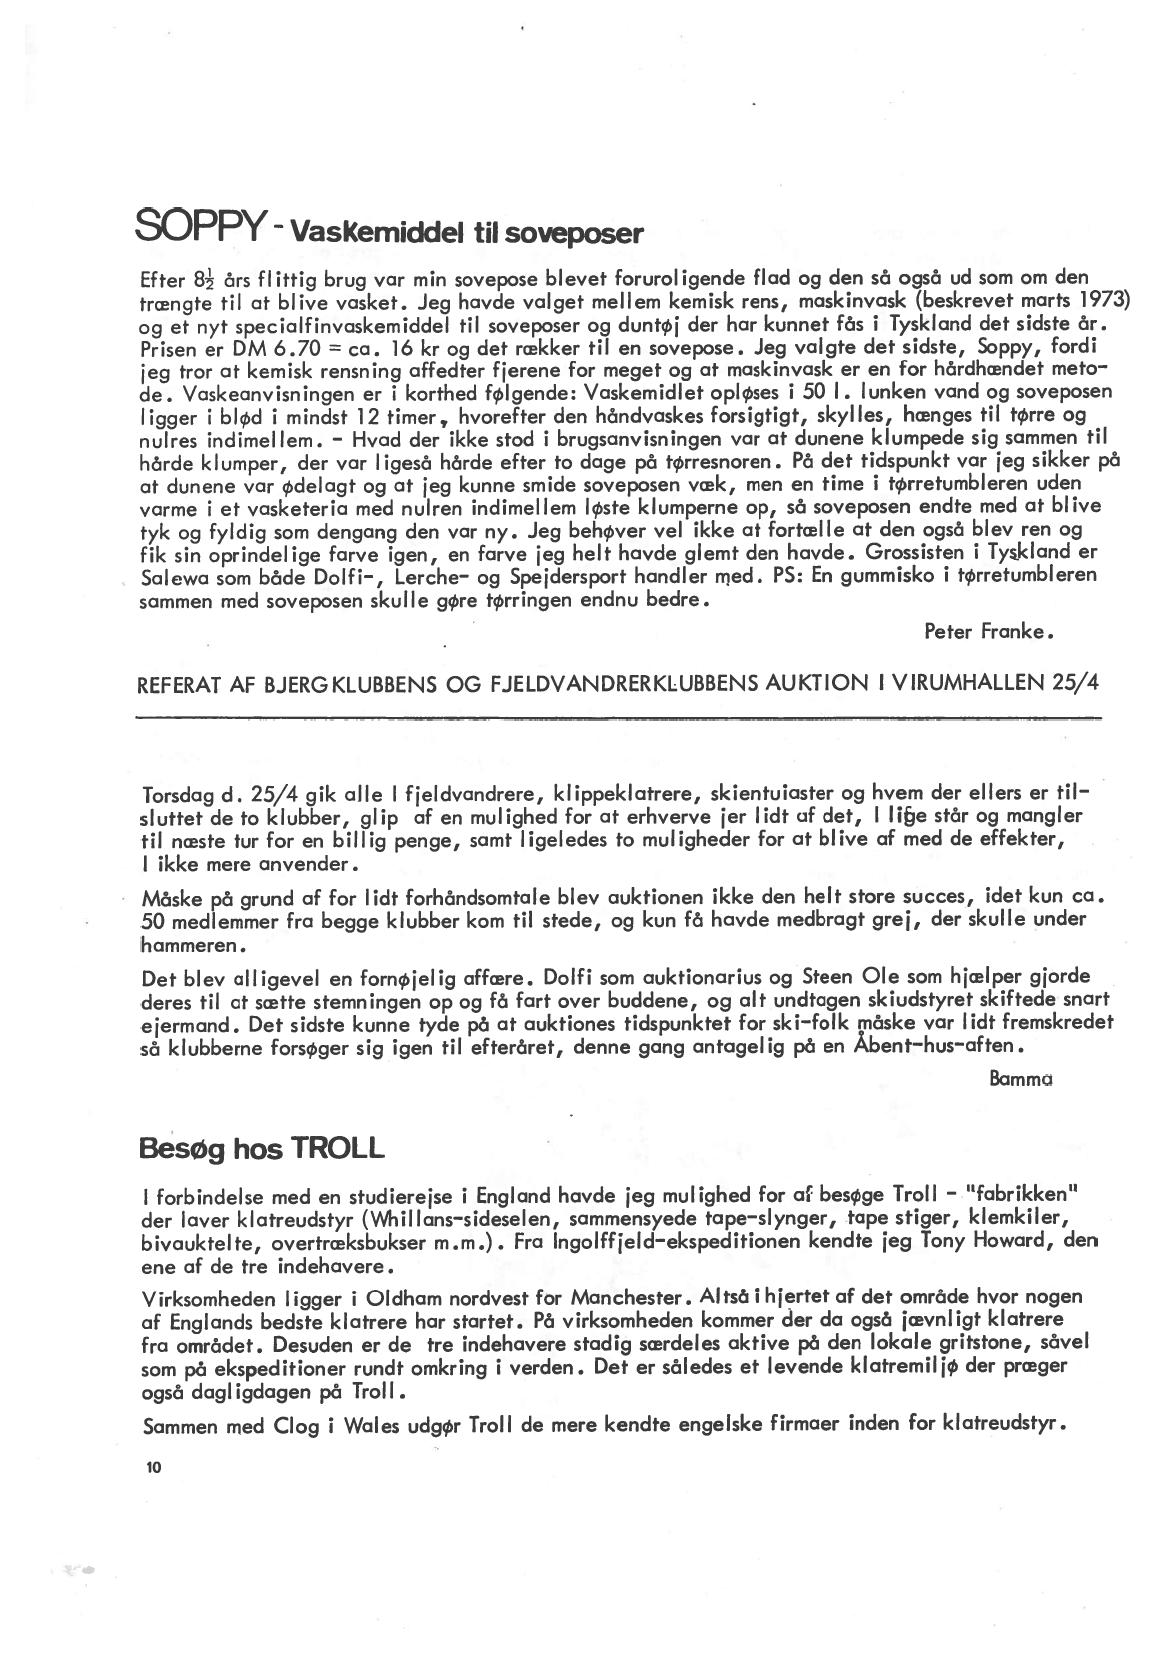 SOPPY - Vaskemiddel til soveposer
Efter 8½ års flittig brug var min sovepose blevet foruroligende flad og den så også ud som om den
trængte til at blive vasket. Jeg havde valget mellem kemisk rens, maskinvask (beskrevet marts 1973)
og et nyt specialfinvaskemiddel til soveposer og duntøj der har kunnet fås i Tyskland det sidste år.
Prisen er DM 6.70 = ca. 16 kr og det rækker til en sovepose. Jeg valgte det sidste, Soppy, fordi
jeg tror at kemisk rensning affedter fjerene for meget og at maskinvask er en for hårdhændet meto-
de. Vaskeanvisningen er i korthed følgende: Vaskemidlet opløses i 50 l. lunken vand og soveposen
ligger i blød i mindst 12 timer, hvorefter den håndvaskes forsigtigt, skylles, hænges til tørre og
nulres indimellem. - Hvad der ikke stod i brugsanvisningen var at dunene klumpede sig sammen til
hårde klumper, der var ligeså hårde efter to dage på tørresnoren. På det tidspunkt var jeg sikker på
at dunene var ødelagt og at jeg kunne smide soveposen væk, men en time i tørretumbleren uden
varme i et vasketeria med nulren indimellem løste klumperne op, så soveposen endte med at blive
tyk og fyldig som dengang den var ny. Jeg behøver vel ikke at fortælle at den også blev ren og
fik sin oprindelige farve igen, en farve jeg helt havde glemt den havde. Grossisten i Tyskland er
Salewa som både Dolfi-, Lerche- og Spejdersport handler med. PS: En gummisko i tørretumbleren
sammen med soveposen skulle gøre tørringen endnu bedre.
Peter Franke.
REFERAT AF BJERGKLUBBENS OG FJELDVANDRERKLUBBENS AUKTION I VIRUMHALLEN 25/4
Torsdag d. 25/4 gik alle I fjeldvandrere, klippeklatrere, skientuiaster og hvem der ellers er til-
sluttet de to klubber, glip af en mulighed for at erhverve jer lidt af det, I lige står og mangler
til næste tur for en billig penge, samt ligeledes to muligheder for at blive af med de effekter,
I ikke mere anvender.
Måske på grund af for lidt forhåndsomtale blev auktionen ikke den helt store succes, idet kun ca.
50 medlemmer fra begge klubber kom til stede, og kun få havde medbragt grej, der skulle under
hammeren.
Det blev alligevel en fornøjelig affære. Dolfi som auktionarius og Steen Ole som hjælper gjorde
deres til at sætte stemningen op og få fart over buddene, og alt undtagen skiudstyret skiftede snart
ejermand. Det sidste kunne tyde på at auktiones tidspunktet for ski-folk måske var lidt fremskredet
så klubberne forsøger sig igen til efteråret, denne gang antagelig på en Åbent-hus-aften.
Bamma
Besøg hos TROLL
I forbindelse med en studierejse i England havde jeg mulighed for at besøge Troll - "fabrikken"
der laver klatreudstyr (Whillans-sideselen, sammensyede tape-slynger, tape stiger, klemkiler,
bivauktelte, overtræksbukser m.m.). Fra Ingolffjeld-ekspeditionen kendte jeg Tony Howard, den
ene af de tre indehavere.
Virksomheden ligger i Oldham nordvest for Manchester. Altså i hjertet af det område hvor nogen
af Englands bedste klatrere har startet. På virksomheden kommer der da også jævnligt klatrere
fra området. Desuden er de tre indehavere stadig særdeles aktive på den lokale gritstone, såvel
som på ekspeditioner rundt omkring i verden. Det er således et levende klatremiljø der præger
også dagligdagen på Troll.
Sammen med Clog i Wales udgør Troll de mere kendte engelske firmaer inden for klatreudstyr.
10